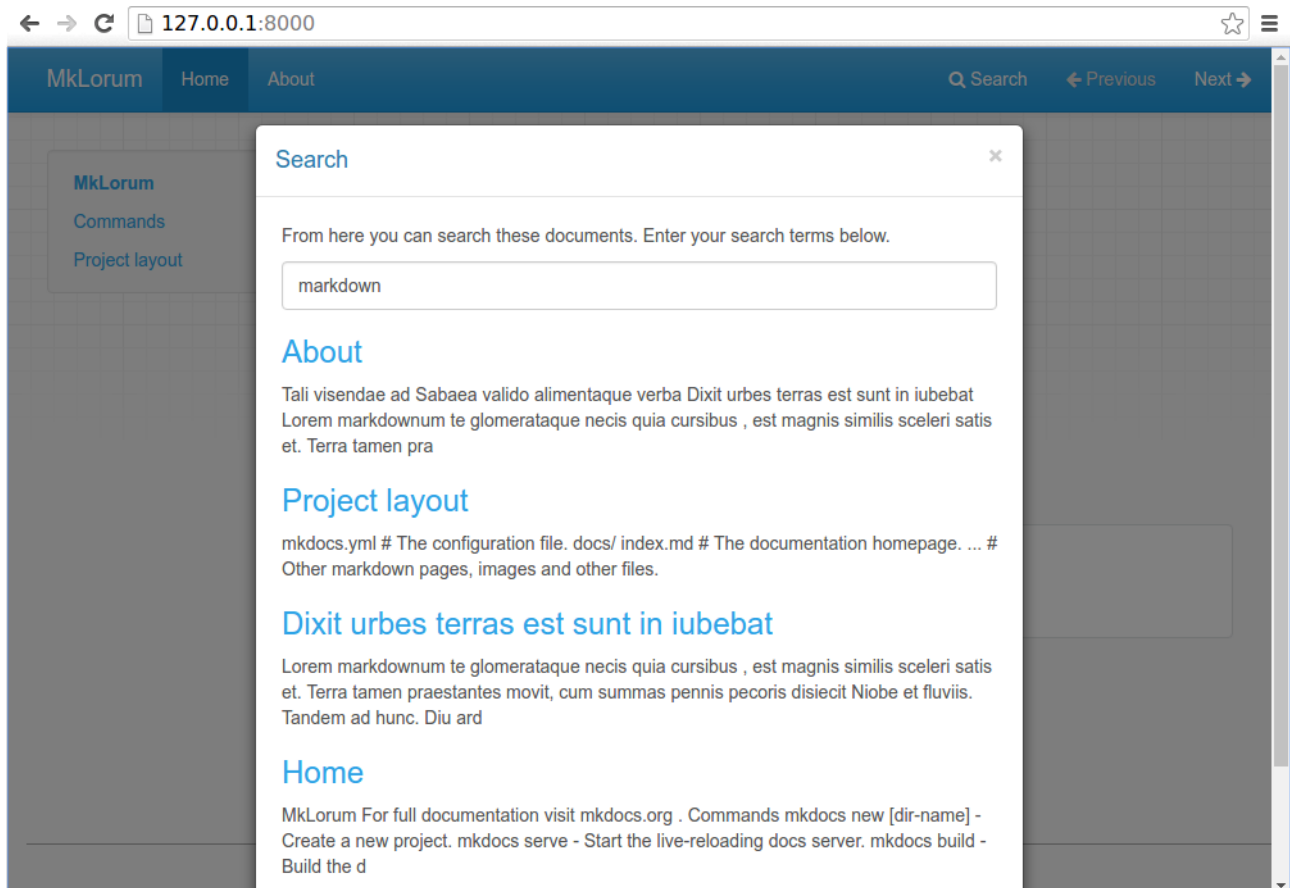 127.0.0.1:8000
MkLorum Home About Search Previous Next
MkLorum
Commands
Project layout
Search ×
From here you can search these documents. Enter your search terms below.
markdown
About
Tali visendae ad Sabaea valido alimentaque verba Dixit urbes terras est sunt in iubebat
Lorem markdownum te glomerataque necis quia cursibus , est magnis similis sceleri satis
et. Terra tamen pra
Project layout
mkdocs.yml # The configuration file. docs/ index.md # The documentation homepage. ... #
Other markdown pages, images and other files.
Dixit urbes terras est sunt in iubebat
Lorem markdownum te glomerataque necis quia cursibus , est magnis similis sceleri satis
et. Terra tamen praestantes movit, cum summas pennis pecoris disiecit Niobe et fluviis.
Tandem ad hunc. Diu ard
Home
MkLorum For full documentation visit mkdocs.org . Commands mkdocs new [dir-name] -
Create a new project. mkdocs serve - Start the live-reloading docs server. mkdocs build -
Build the d